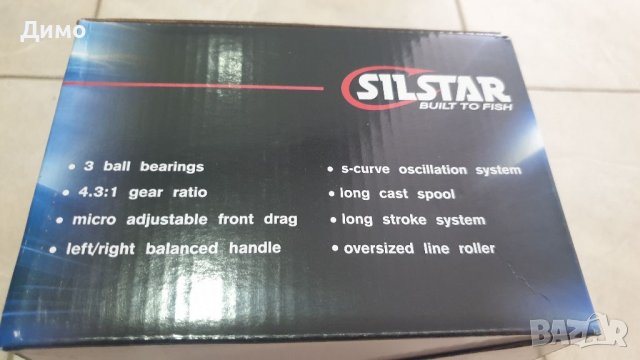 Димо
SILSTAR
BUILT TO FISH
• 3 ball bearings
• 4.3:1 gear ratio
• micro adjustable front drag
• left/right balanced handle
• s-curve oscillation system
• long cast spool
• long stroke system
• oversized line roller
BAZAR